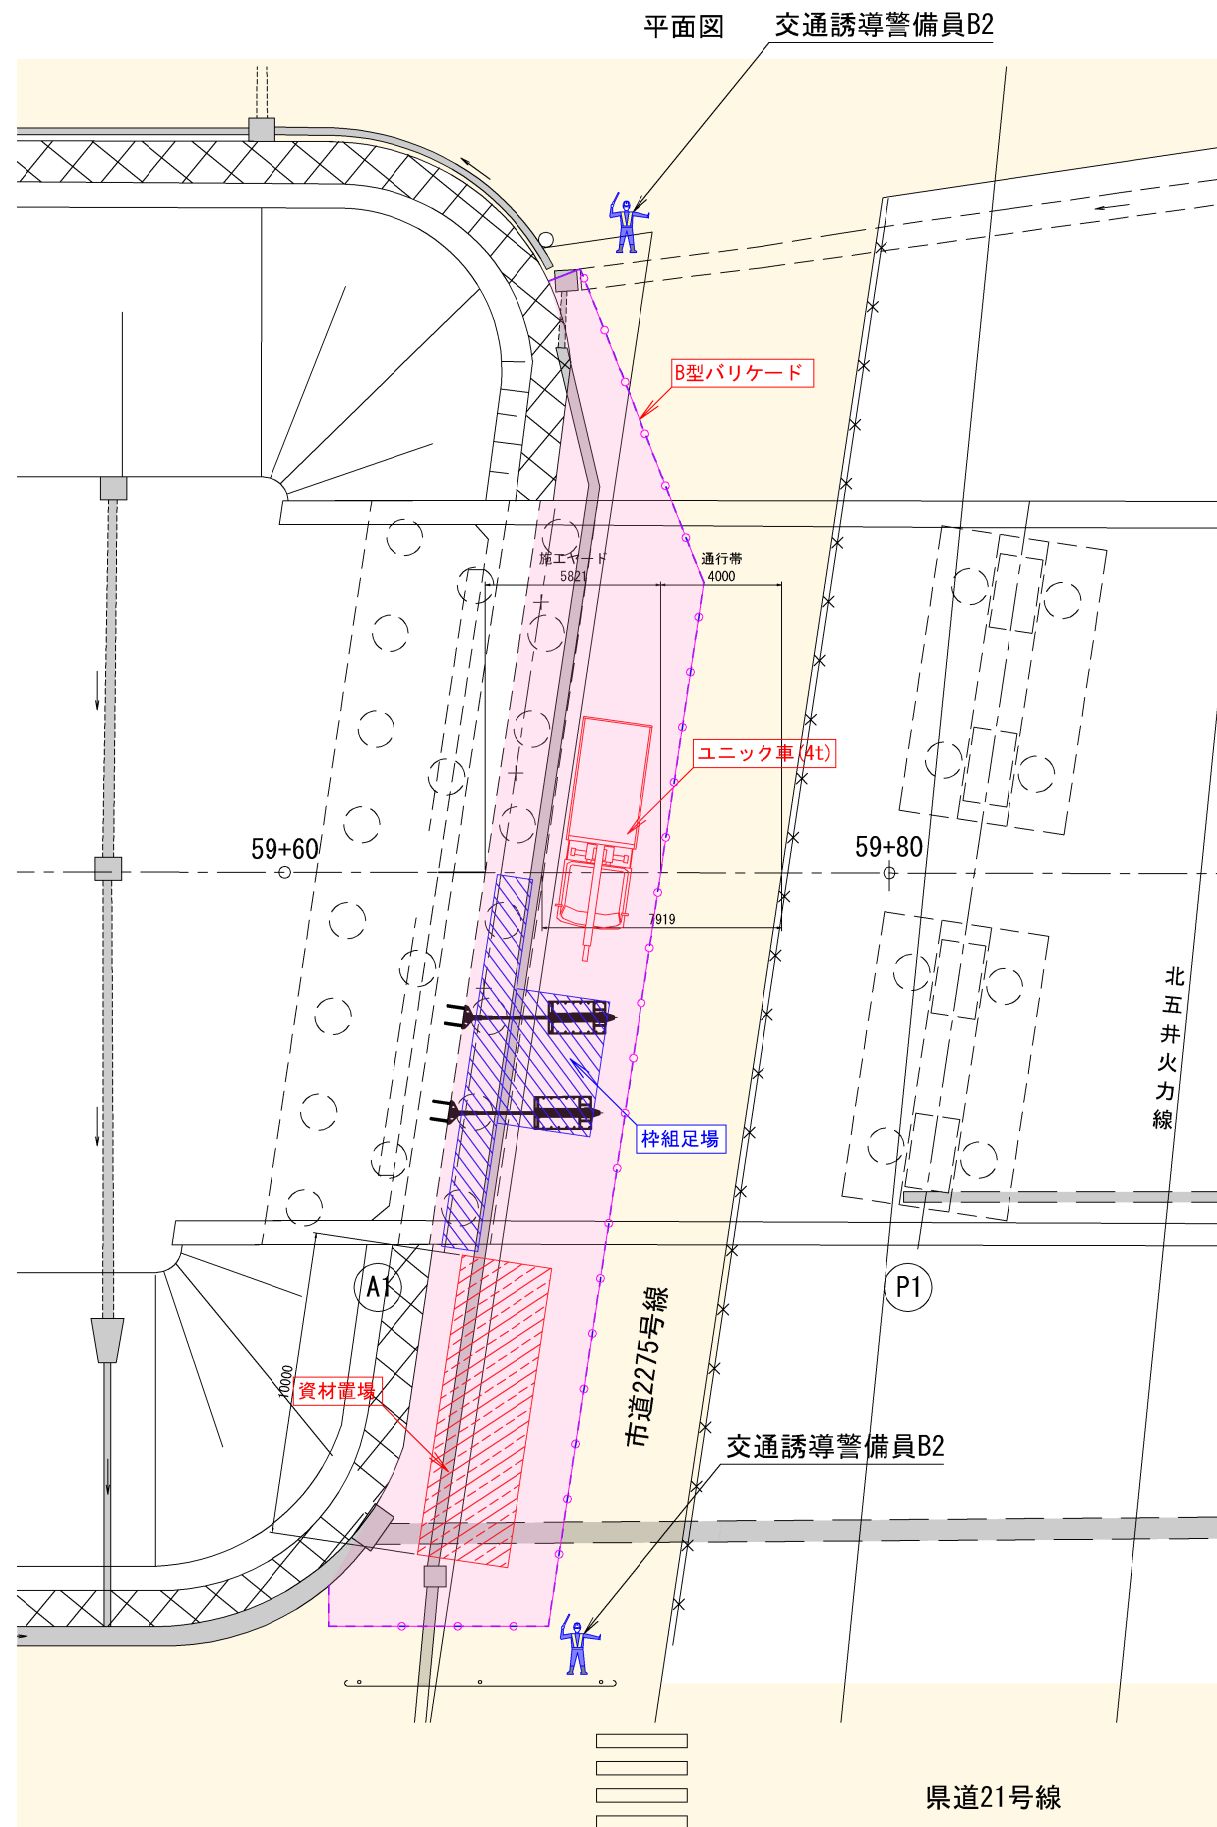 平面図
交通誘導警備員B2
B型バリケード
施工ヤード
5821
通行帯
4000
ユニック車(4t)
59+60
59+80
7919
北五井火力線
枠組足場
A1
P1
市道2275号線
10000
資材置場
交通誘導警備員B2
県道21号線